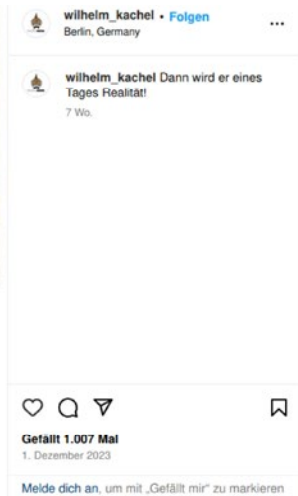 wilhelm_kachel • Folgen
Berlin, Germany
wilhelm_kachel Dann wird er eines
Tages Realität!
7 Wo.
Gefällt 1.007 Mal
1. Dezember 2023
Melde dich an, um mit „Gefällt mir“ zu markieren